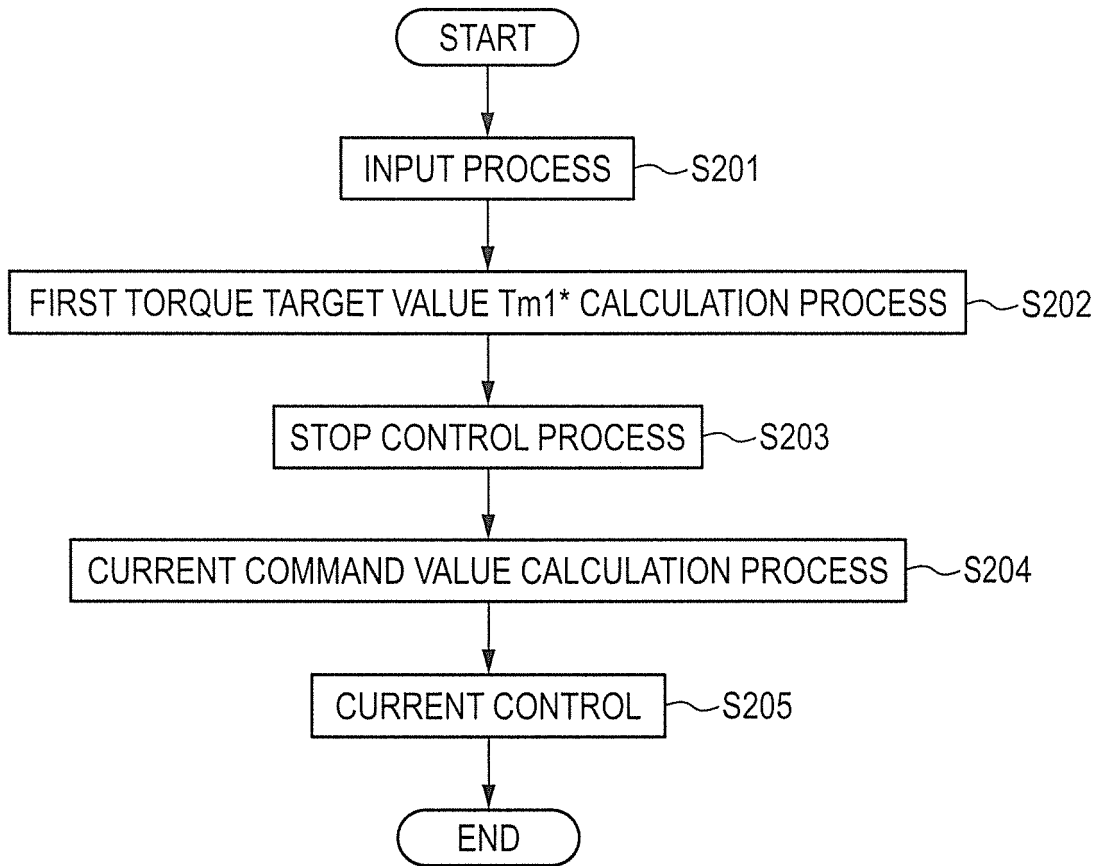 START
INPUT PROCESS
S201
FIRST TORQUE TARGET VALUE Tm1* CALCULATION PROCESS
S202
STOP CONTROL PROCESS
S203
CURRENT COMMAND VALUE CALCULATION PROCESS
S204
CURRENT CONTROL
S205
END